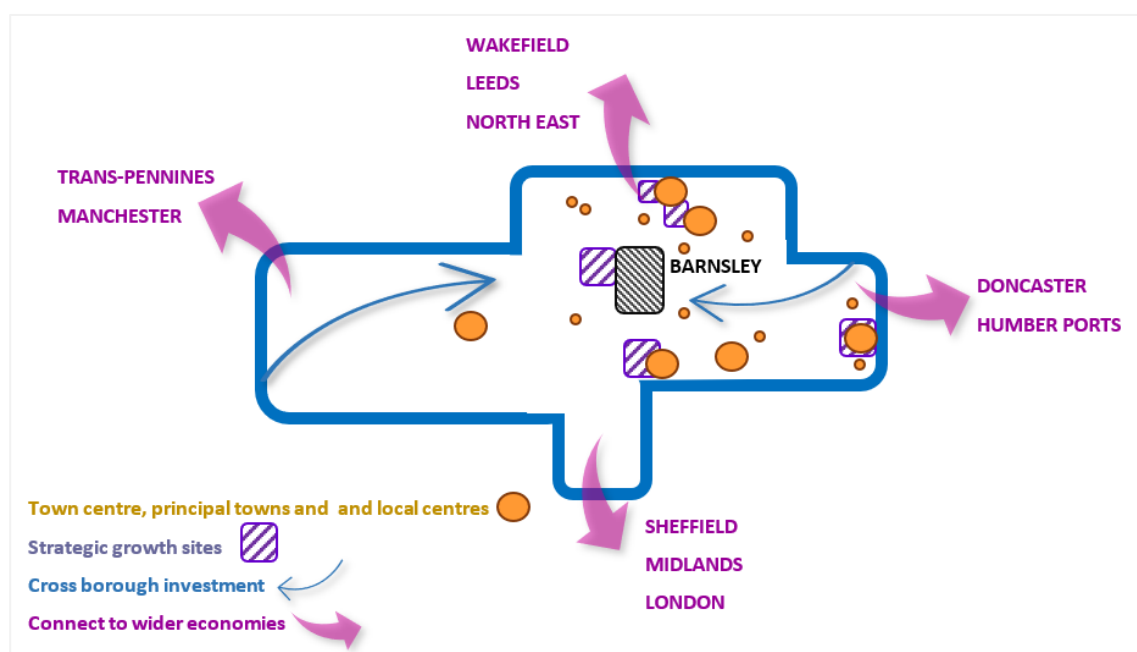 WAKEFIELD
LEEDS
NORTH EAST
TRANS-PENNINES
MANCHESTER
BARNSLEY
DONCASTER
HUMBER PORTS
SHEFFIELD
MIDLANDS
LONDON
Town centre, principal towns and and local centres
Strategic growth sites
Cross borough investment
Connect to wider economies